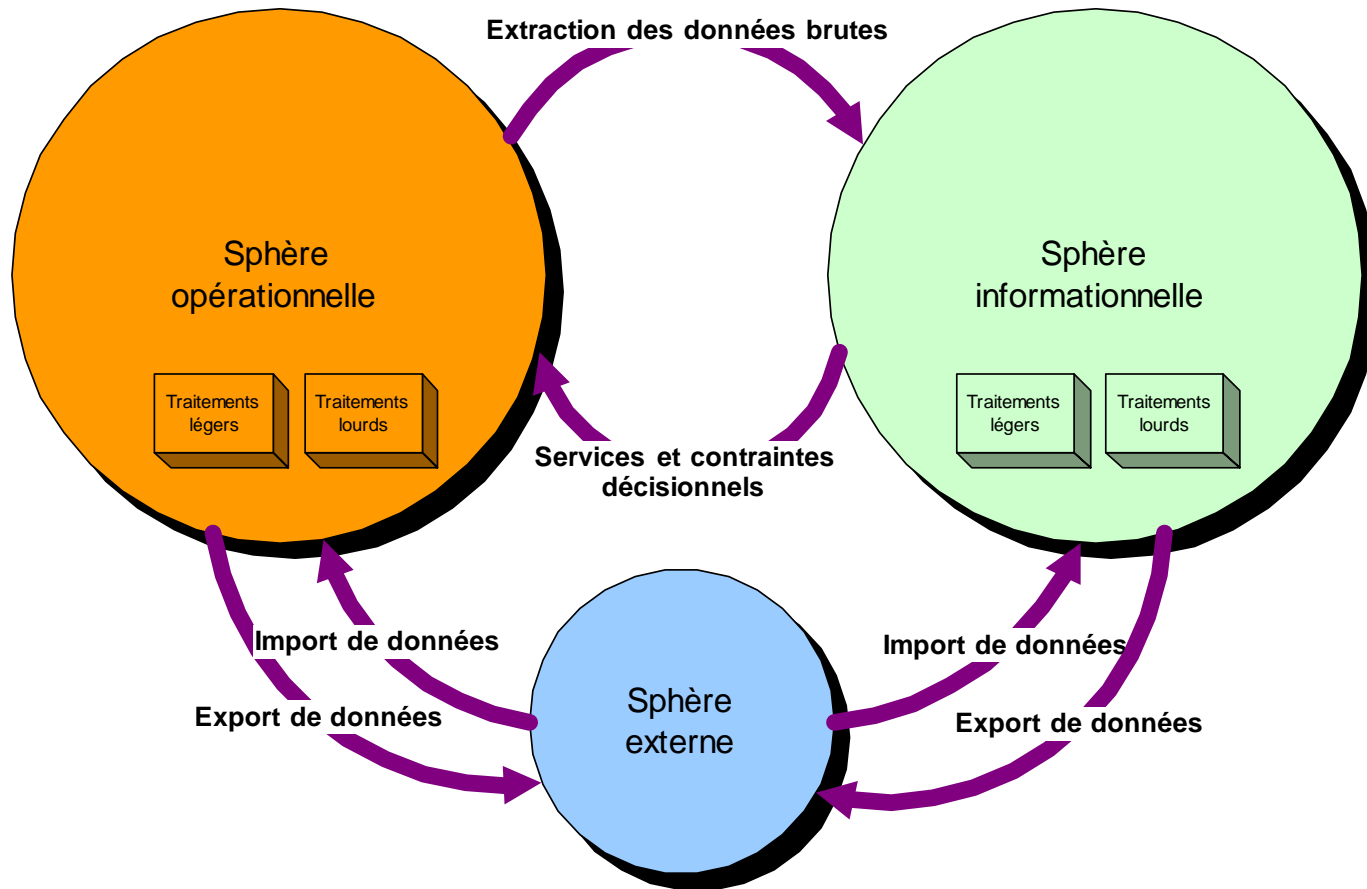 Extraction des données brutes
Sphère
opérationnelle
Sphère
informationnelle
Traitements
légers
Traitements
lourds
Traitements
légers
Traitements
lourds
Services et contraintes
décisionnels
Import de données
Import de données
Export de données
Sphère
externe
Export de données